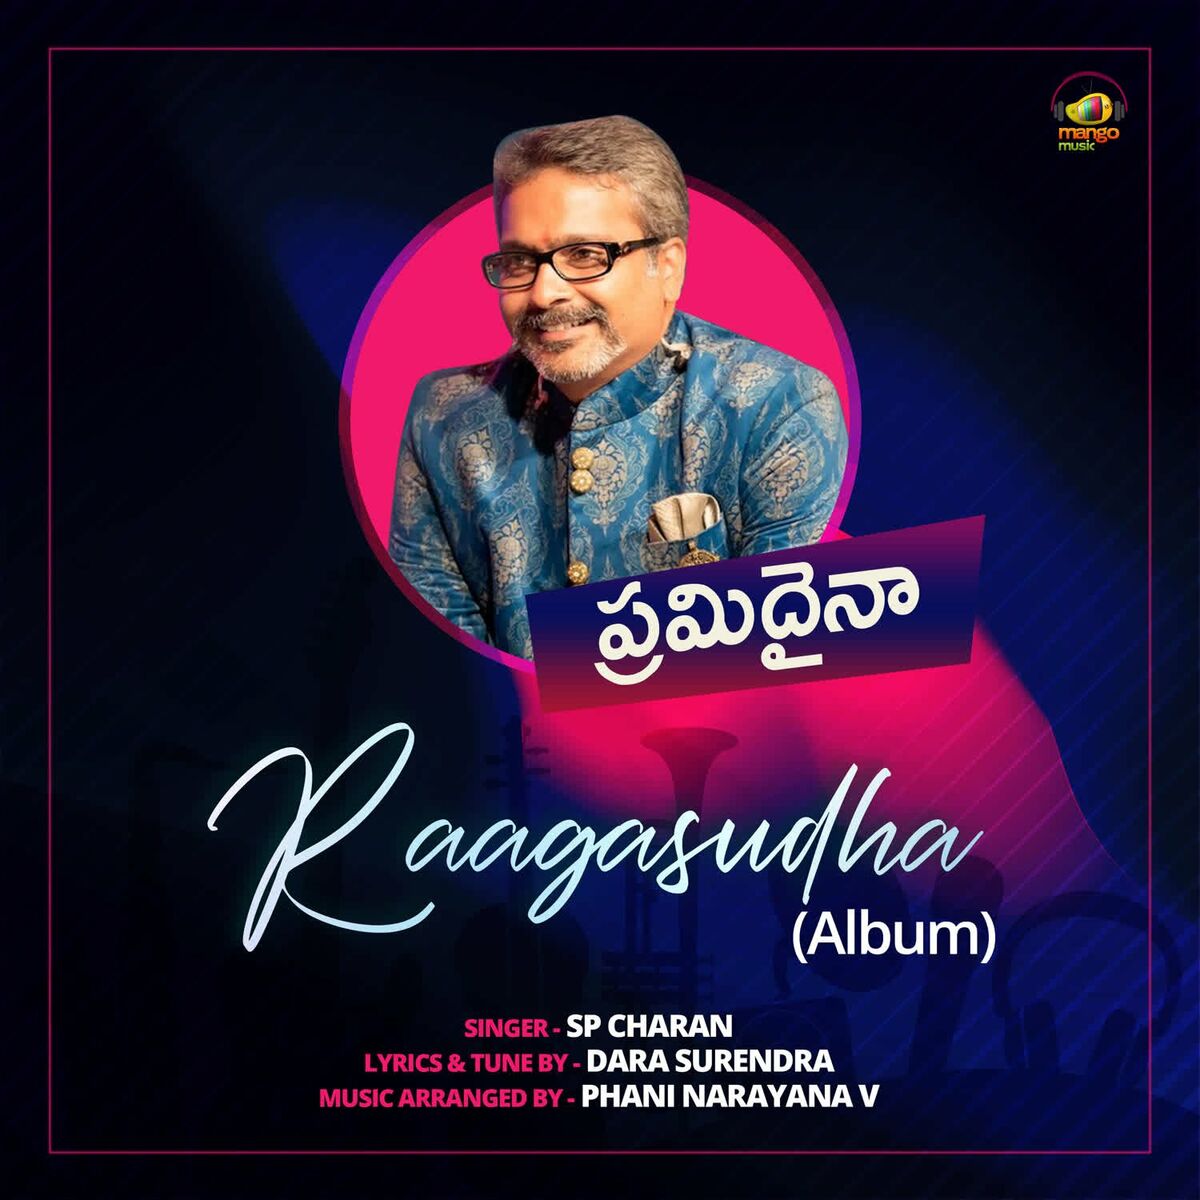 mango
music
ప్రమిదైనా
Raagasudha
(Album)
SINGER - SP CHARAN
LYRICS & TUNE BY - DARA SURENDRA
MUSIC ARRANGED BY - PHANI NARAYANA V